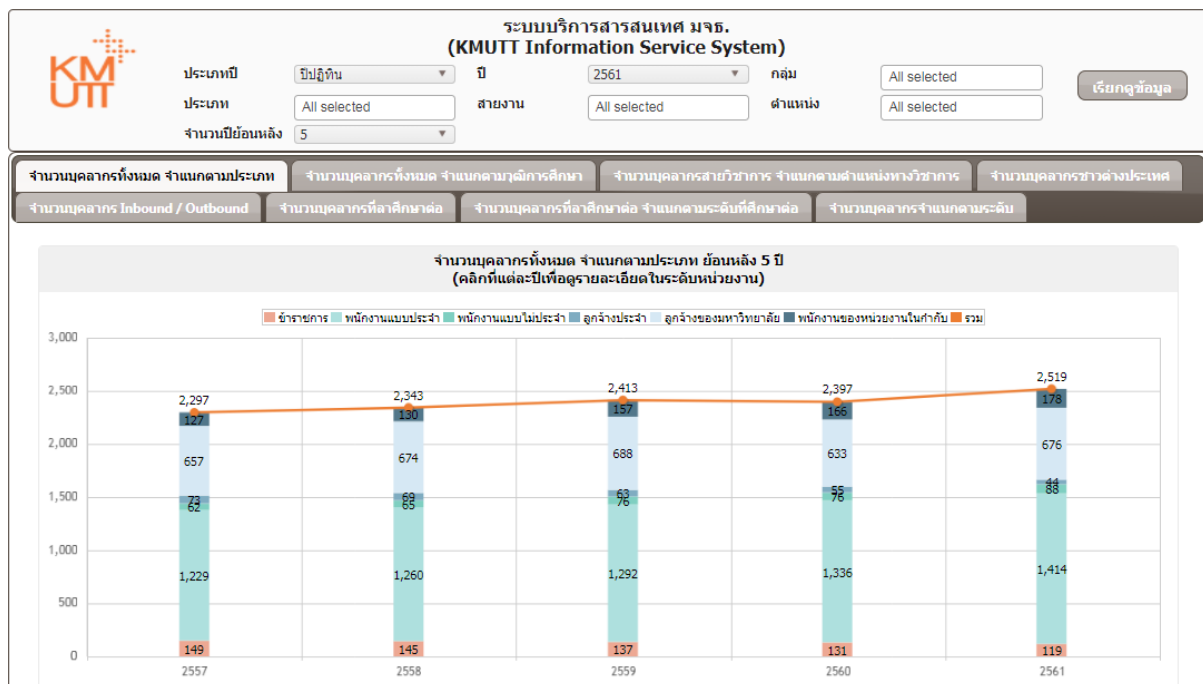 ระบบบริการสารสนเทศ มจธ.
(KMUTT Information Service System)
KMUTT
ประเภทปี ปีปฏิทิน ปี 2561 กลุ่ม All selected
ประเภท All selected สายงาน All selected ตำแหน่ง All selected
เรียกดูข้อมูล
จำนวนปีย้อนหลัง 5
จำนวนบุคลากรทั้งหมด จำแนกตามประเภท จำนวนบุคลากรทั้งหมด จำแนกตามวุฒิการศึกษา จำนวนบุคลากรสายวิชาการ จำแนกตามตำแหน่งทางวิชาการ จำนวนบุคลากรชาวต่างประเทศ
จำนวนบุคลากร Inbound / Outbound จำนวนบุคลากรที่ลาศึกษาต่อ จำนวนบุคลากรที่ลาศึกษาต่อ จำแนกตามระดับที่ศึกษาต่อ จำนวนบุคลากรจำแนกตามระดับ
จำนวนบุคลากรทั้งหมด จำแนกตามประเภท ย้อนหลัง 5 ปี
(คลิกที่แต่ละปีเพื่อดูรายละเอียดในระดับหน่วยงาน)
ข้าราชการ พนักงานแบบประจำ พนักงานแบบไม่ประจำ ลูกจ้างประจำ ลูกจ้างของมหาวิทยาลัย พนักงานของหน่วยงานในกำกับ รวม
3,000
2,500
2,000
1,500
1,000
500
0
2,297 2,343 2,413 2,397 2,519
127 130 157 166 178
657 674 688 633 676
73 69 63 55 44
62 65 76 76 88
1,229 1,260 1,292 1,336 1,414
149 145 137 131 119
2557 2558 2559 2560 2561